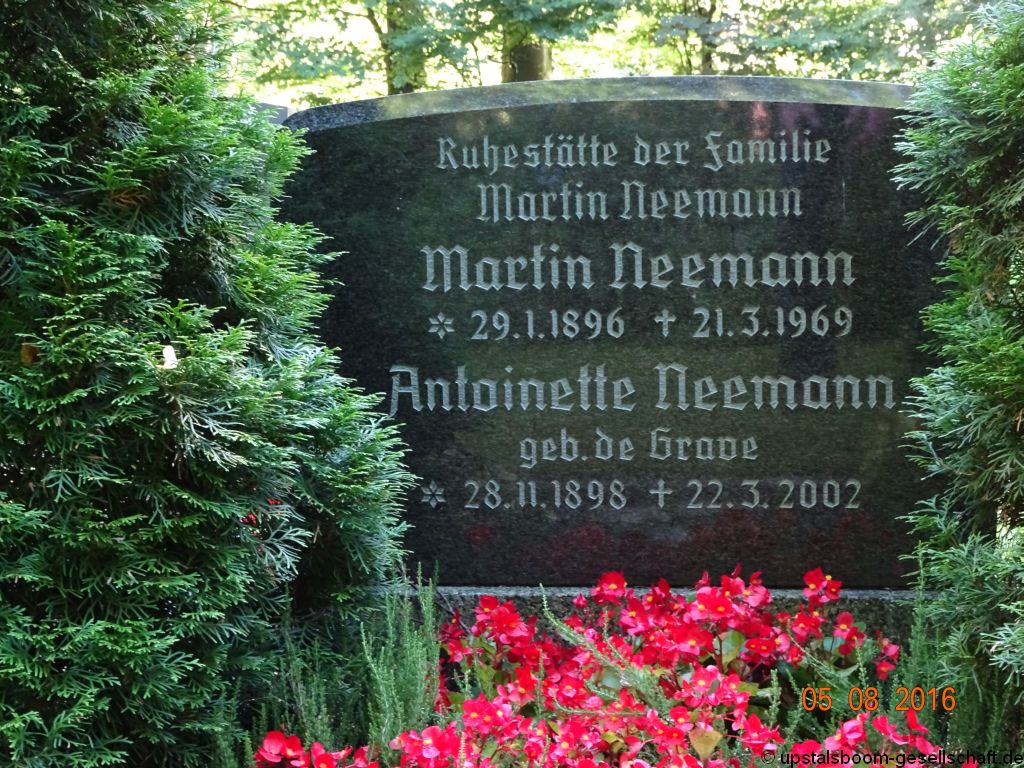 Ruhestätte der Familie
Martin Neemann
Martin Neemann
* 29.1.1896 † 21.3.1969
Antoinette Neemann
geb. de Grave
* 28.11.1898 † 22.3.2002
05 08 2016
© upstalsboom-gesellschaft.de